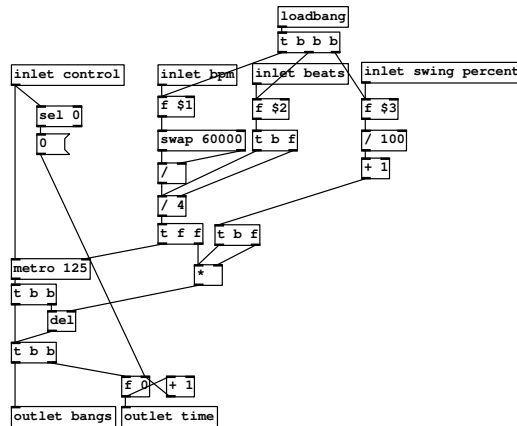 loadbang
t b b b
inlet control
inlet bpm
inlet beats
inlet swing percent
sel 0
f $1
f $2
f $3
0
swap 60000
t b f
/ 100
/
+ 1
/ 4
t f f
t b f
metro 125
*
t b b
del
t b b
f 0
+ 1
outlet bangs
outlet time